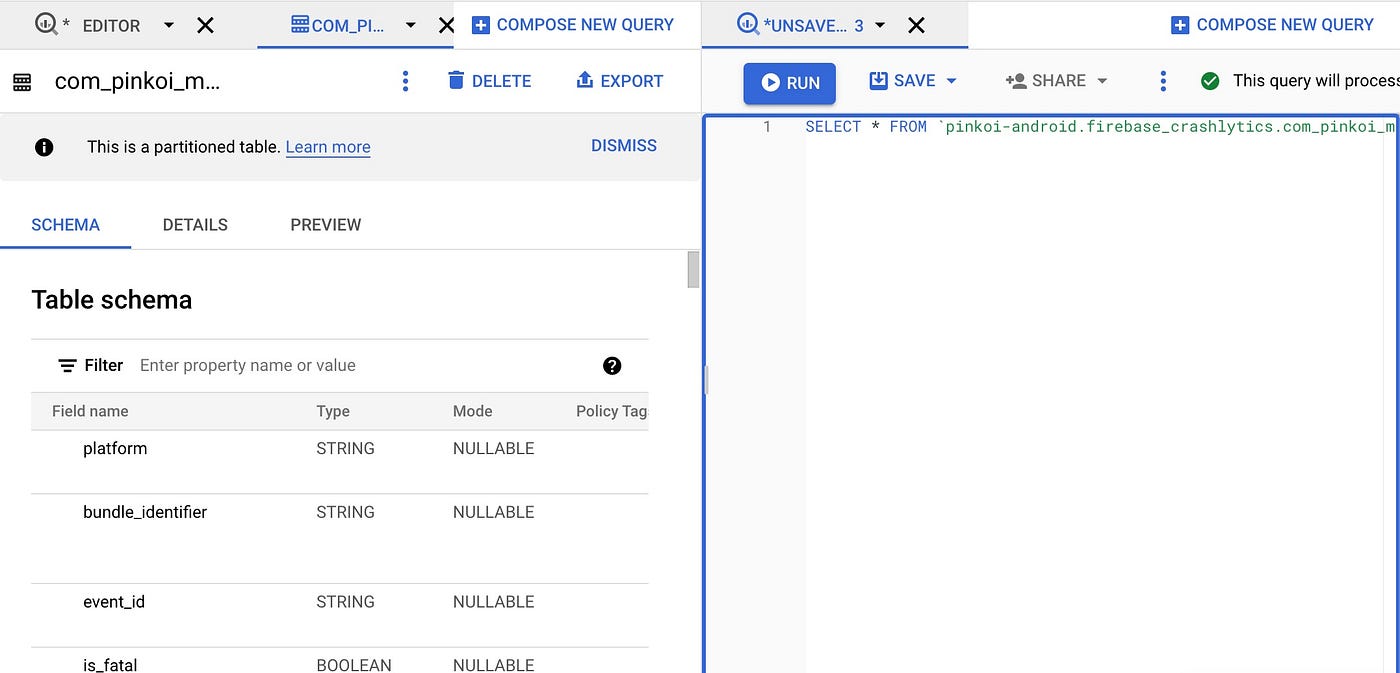 * EDITOR
COM_PI...
COMPOSE NEW QUERY
*UNSAVE... 3
COMPOSE NEW QUERY
com_pinkoi_m...
DELETE
EXPORT
RUN
SAVE
SHARE
This query will process
This is a partitioned table. Learn more
DISMISS
1 SELECT * FROM `pinkoi-android.firebase_crashlytics.com_pinkoi_m
SCHEMA
DETAILS
PREVIEW
Table schema
Filter Enter property name or value
Field name Type Mode Policy Tag
platform STRING NULLABLE
bundle_identifier STRING NULLABLE
event_id STRING NULLABLE
is_fatal BOOLEAN NULLABLE